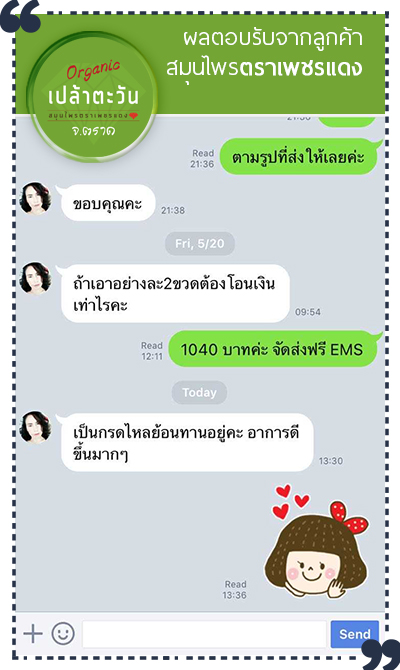 ผลตอบรับจากลูกค้า
สมุนไพรตราเพชรแดง
Organic
เปล้าตะวัน
สมุนไพรตราเพชรแดง
จ.ตราด
Read
21:36
ตามรูปที่ส่งให้เลยค่ะ
ขอบคุณคะ
21:38
Fri, 5/20
ถ้าเอาอย่างละ2ขวดต้องโอนเงิน
เท่าไรคะ
09:54
Read
12:11
1040 บาทค่ะ จัดส่งฟรี EMS
Today
เป็นกรดไหลย้อนทานอยู่คะ อาการดี
ขึ้นมากๆ
13:30
Read
13:36
Send